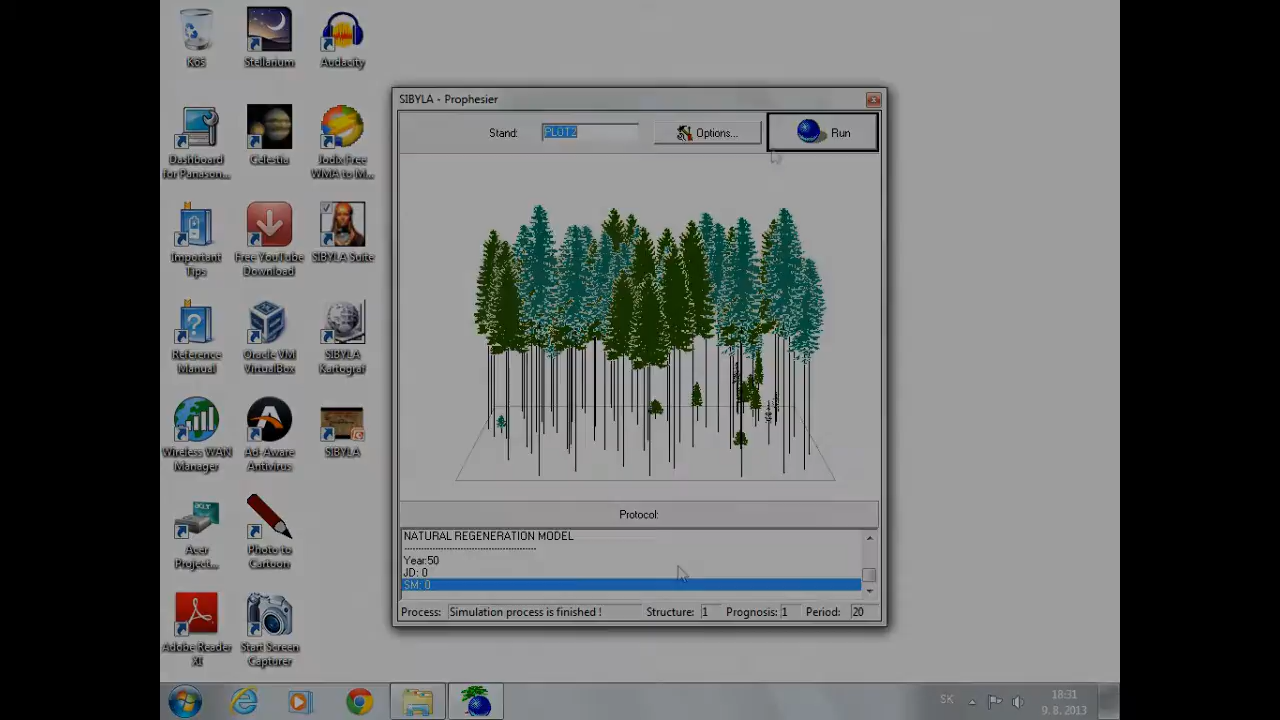 K65
Stellarium
Audacity
Dashboard
for Panason...
Celestia
Jodix Free
WMA to M...
Important
Tips
Free YouTube
Download
SIBYLA Suite
Reference
Manual
Oracle VM
VirtualBox
SIBYLA
Kartograf
Wireless WAN
Manager
Ad-Aware
Antivirus
SIBYLA
Acer
Project...
Photo to
Cartoon
Adobe Reader
XI
Start Screen
Capturer
SIBYLA - Prophesier
Stand:
PLOT2
Options...
Run
Protocol:
NATURAL REGENERATION MODEL
--------------------------------------------
Year:50
JD: 0
SM: 0
Process: Simulation process is finished ! Structure: 1 Prognosis: 1 Period: 20
SK
18:31
9. 8. 2013